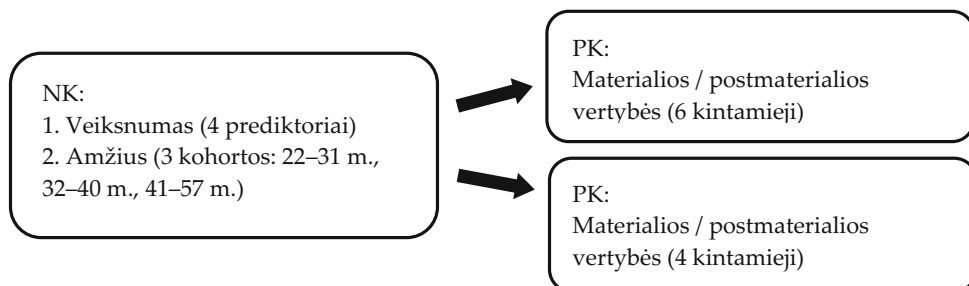 NK:
1. Veiksnumas (4 prediktoriai)
2. Amžius (3 kohortos: 22–31 m.,
32–40 m., 41–57 m.)
PK:
Materialios / postmaterialios
vertybės (6 kintamieji)
PK:
Materialios / postmaterialios
vertybės (4 kintamieji)